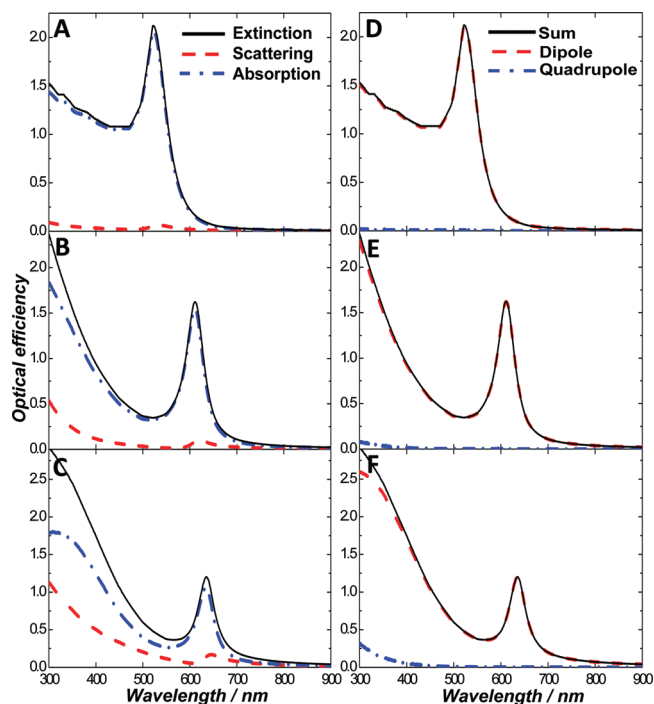 A
Extinction
Scattering
Absorption
2.0
1.5
1.0
0.5
0.0
D
Sum
Dipole
Quadrupole
B
2.0
1.5
1.0
0.5
0.0
E
Optical efficiency
C
2.5
2.0
1.5
1.0
0.5
0.0
F
300 400 500 600 700 800 900
300 400 500 600 700 800 900
Wavelength / nm
Wavelength / nm